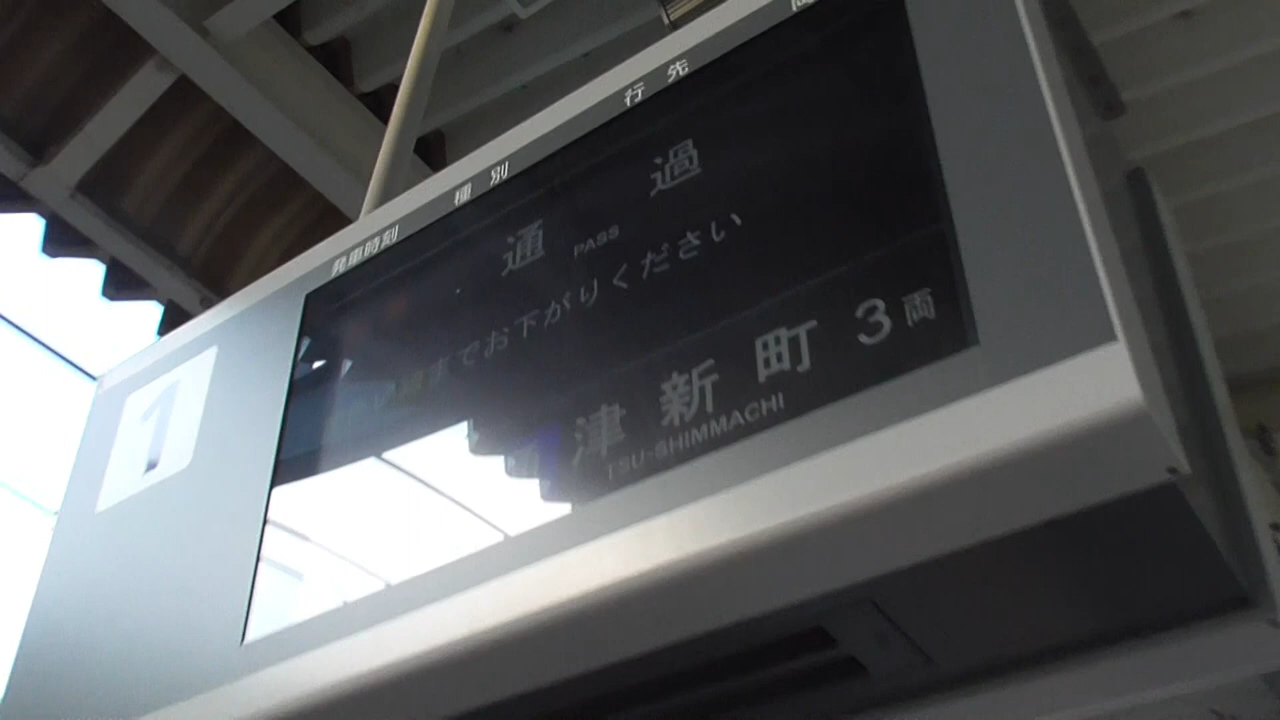 発車時刻 種別 行先
1
通過
PASS
までお下がりください
津新町 3両
TSU-SHIMMACHI